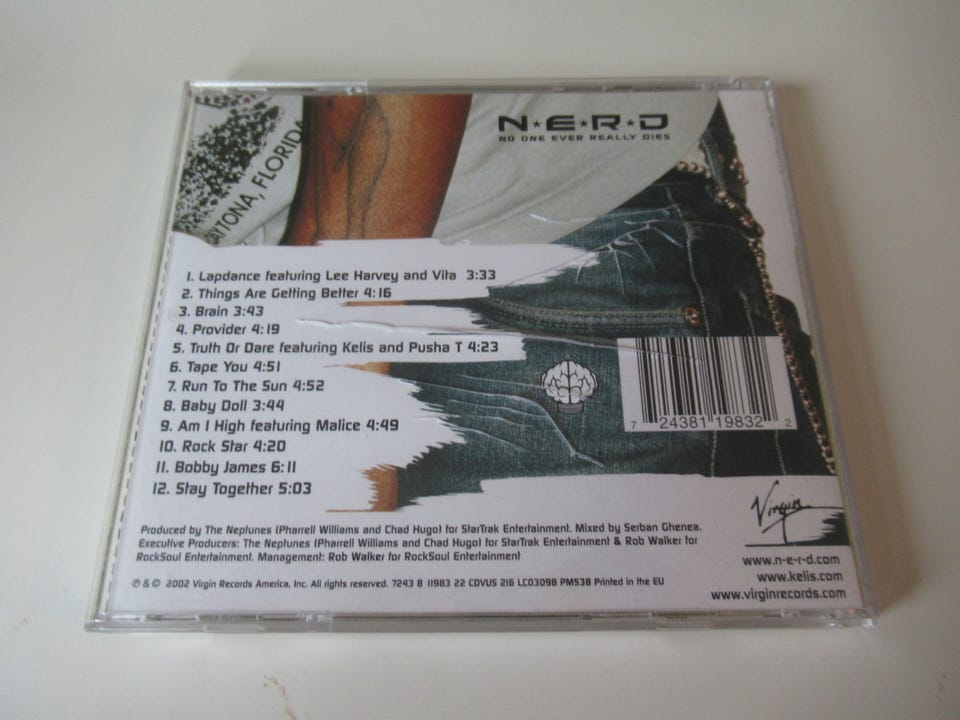 N★E★R★D
NO ONE EVER REALLY DIES
DAYTONA, FLORIDA
1. Lapdance featuring Lee Harvey and Vita 3:33
2. Things Are Getting Better 4:16
3. Brain 3:43
4. Provider 4:19
5. Truth Or Dare featuring Kelis and Pusha T 4:23
6. Tape You 4:51
7. Run To The Sun 4:52
8. Baby Doll 3:44
9. Am I High featuring Malice 4:49
10. Rock Star 4:20
11. Bobby James 6:11
12. Stay Together 5:03
7 24381 19832 2
Virgin
Produced by The Neptunes (Pharrell Williams and Chad Hugo) for StarTrak Entertainment. Mixed by Serban Ghenea.
Executive Producers: The Neptunes (Pharrell Williams and Chad Hugo) for StarTrak Entertainment & Rob Walker for
RockSoul Entertainment. Management: Rob Walker for RockSoul Entertainment
℗ & © 2002 Virgin Records America, Inc. All rights reserved. 7243 8 11983 22 CDVUS 216 LC03098 PM538 Printed in the EU
www.n-e-r-d.com
www.kelis.com
www.virginrecords.com